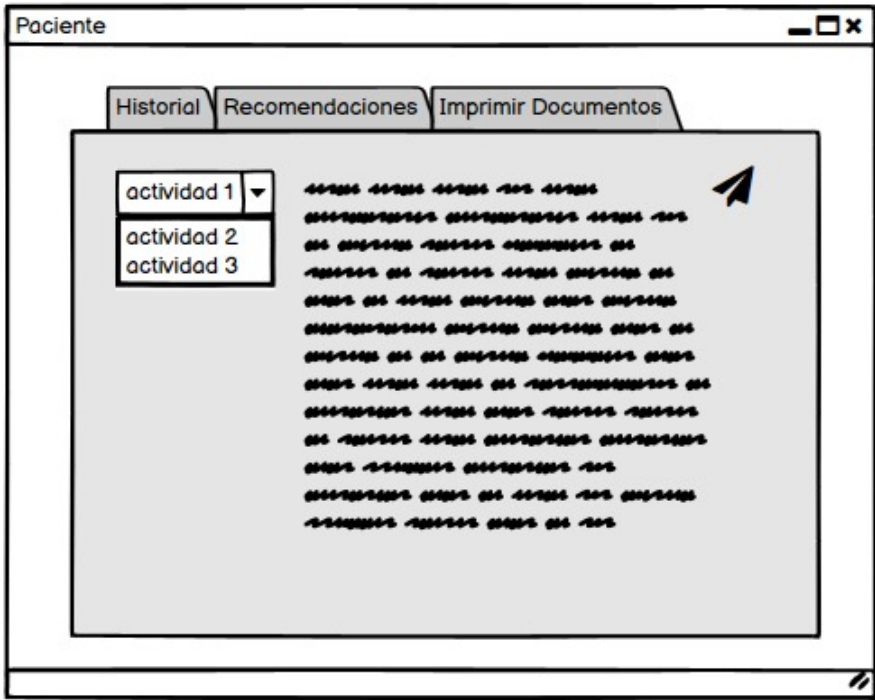 Paciente
Historial
Recomendaciones
Imprimir Documentos
actividad 1
actividad 2
actividad 3